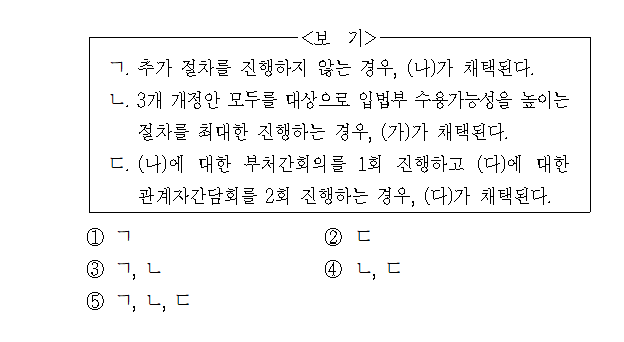 <보 기>
ㄱ. 추가 절차를 진행하지 않는 경우, (나)가 채택된다.
ㄴ. 3개 개정안 모두를 대상으로 입법부 수용가능성을 높이는
절차를 최대한 진행하는 경우, (가)가 채택된다.
ㄷ. (나)에 대한 부처간회의를 1회 진행하고 (다)에 대한
관계자간담회를 2회 진행하는 경우, (다)가 채택된다.
① ㄱ ② ㄷ
③ ㄱ, ㄴ ④ ㄴ, ㄷ
⑤ ㄱ, ㄴ, ㄷ